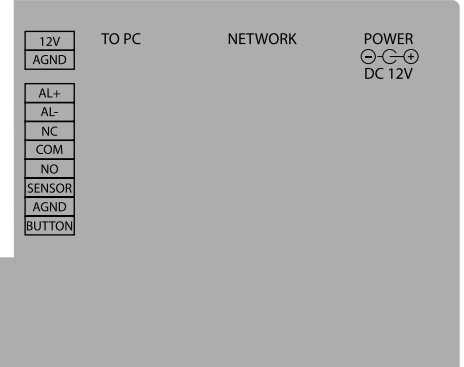 12V
AGND
TO PC
NETWORK
POWER
DC 12V
AL+
AL-
NC
COM
NO
SENSOR
AGND
BUTTON